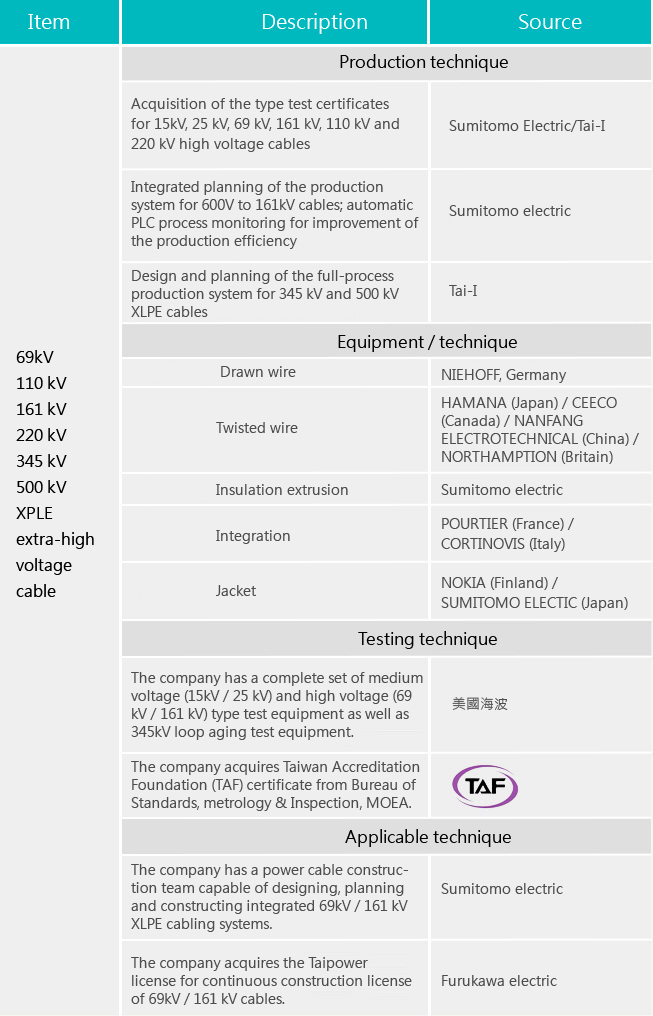 Item
Description
Source
Production technique
Acquisition of the type test certificates
for 15kV, 25 kV, 69 kV, 161 kV, 110 kV and
220 kV high voltage cables
Sumitomo Electric/Tai-I
Integrated planning of the production
system for 600V to 161kV cables; automatic
PLC process monitoring for improvement of
the production efficiency
Sumitomo electric
Design and planning of the full-process
production system for 345 kV and 500 kV
XLPE cables
Tai-I
69kV
110 kV
161 kV
220 kV
345 kV
500 kV
XPLE
extra-high
voltage
cable
Equipment / technique
Drawn wire
NIEHOFF, Germany
Twisted wire
HAMANA (Japan) / CEECO
(Canada) / NANFANG
ELECTROTECHNICAL (China) /
NORTHAMPTION (Britain)
Insulation extrusion
Sumitomo electric
Integration
POURTIER (France) /
CORTINOVIS (Italy)
Jacket
NOKIA (Finland) /
SUMITOMO ELECTIC (Japan)
Testing technique
The company has a complete set of medium
voltage (15kV / 25 kV) and high voltage (69
kV / 161 kV) type test equipment as well as
345kV loop aging test equipment.
美國海波
The company acquires Taiwan Accreditation
Foundation (TAF) certificate from Bureau of
Standards, metrology & Inspection, MOEA.
TAF
Applicable technique
The company has a power cable construc-
tion team capable of designing, planning
and constructing integrated 69kV / 161 kV
XLPE cabling systems.
Sumitomo electric
The company acquires the Taipower
license for continuous construction license
of 69kV / 161 kV cables.
Furukawa electric